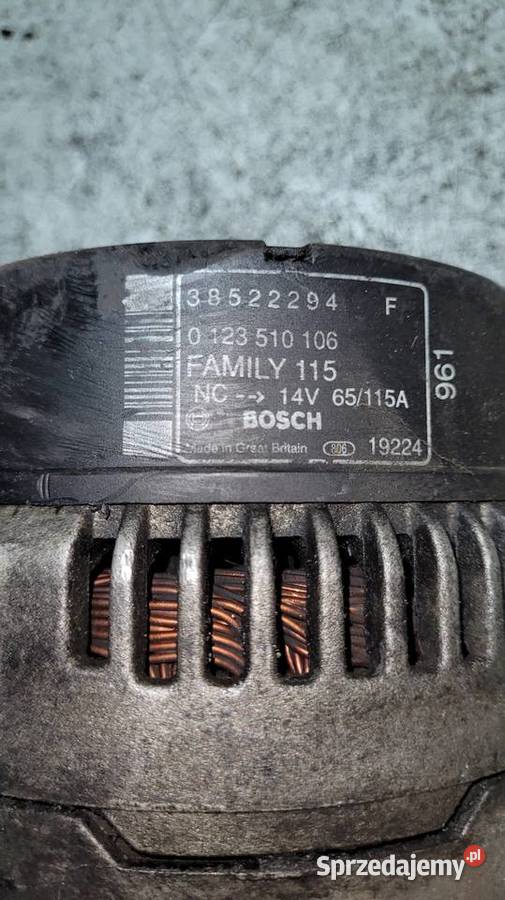 38522294 F
0 123 510 106
FAMILY 115
NC --> 14V 65/115A
BOSCH
Made in Great Britain 806 19224
961
Sprzedajemy.pl